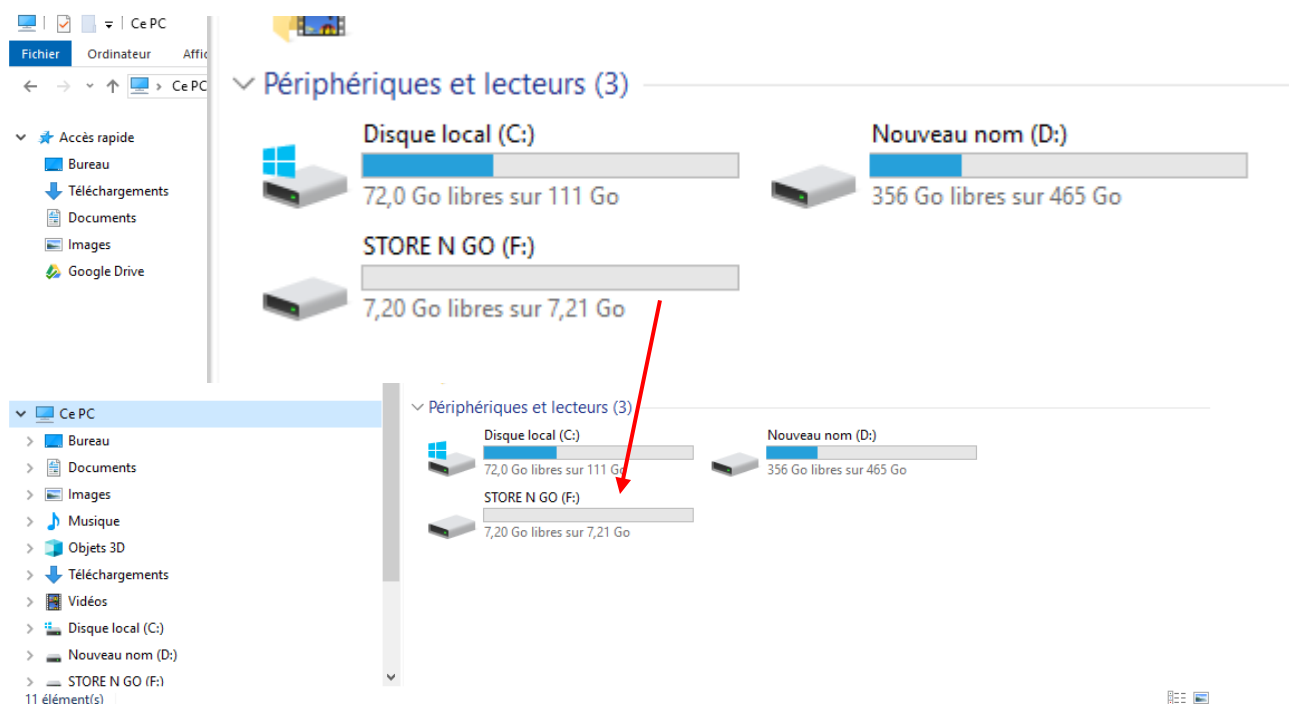 Ce PC
Fichier Ordinateur Affic
Ce PC
Accès rapide
Bureau
Téléchargements
Documents
Images
Google Drive
Périphériques et lecteurs (3)
Disque local (C:)
72,0 Go libres sur 111 Go
Nouveau nom (D:)
356 Go libres sur 465 Go
STORE N GO (F:)
7,20 Go libres sur 7,21 Go
Ce PC
Bureau
Documents
Images
Musique
Objets 3D
Téléchargements
Vidéos
Disque local (C:)
Nouveau nom (D:)
STORE N GO (F:)
11 élément(s)
Périphériques et lecteurs (3)
Disque local (C:)
72,0 Go libres sur 111 Go
Nouveau nom (D:)
356 Go libres sur 465 Go
STORE N GO (F:)
7,20 Go libres sur 7,21 Go